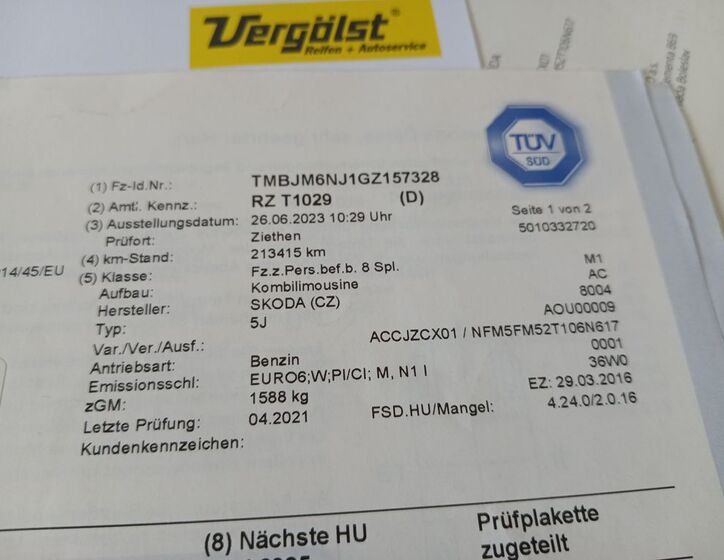 Vergölst®
Reifen + Autoservice
TÜV
SÜD
(1) Fz-Id.Nr.: TMBJM6NJ1GZ157328
(2) Amtl. Kennz.: RZ T1029 (D)
(3) Ausstellungsdatum: 26.06.2023 10:29 Uhr Seite 1 von 2
Prüfort: Ziethen 5010332720
(4) km-Stand: 213415 km
14/45/EU
(5) Klasse: Fz.z.Pers.bef.b. 8 Spl. M1
Aufbau: Kombilimousine AC
Hersteller: SKODA (CZ) 8004
Typ: 5J AOU00009
Var./Ver./Ausf.: ACCJZCX01 / NFM5FM52T106N617
Antriebsart: Benzin 0001
Emissionsschl: EURO6;W;PI/CI; M, N1 I 36W0
zGM: 1588 kg EZ: 29.03.2016
Letzte Prüfung: 04.2021 FSD.HU/Mangel: 4.24.0/2.0.16
Kundenkennzeichen:
(8) Nächste HU Prüfplakette
zugeteilt